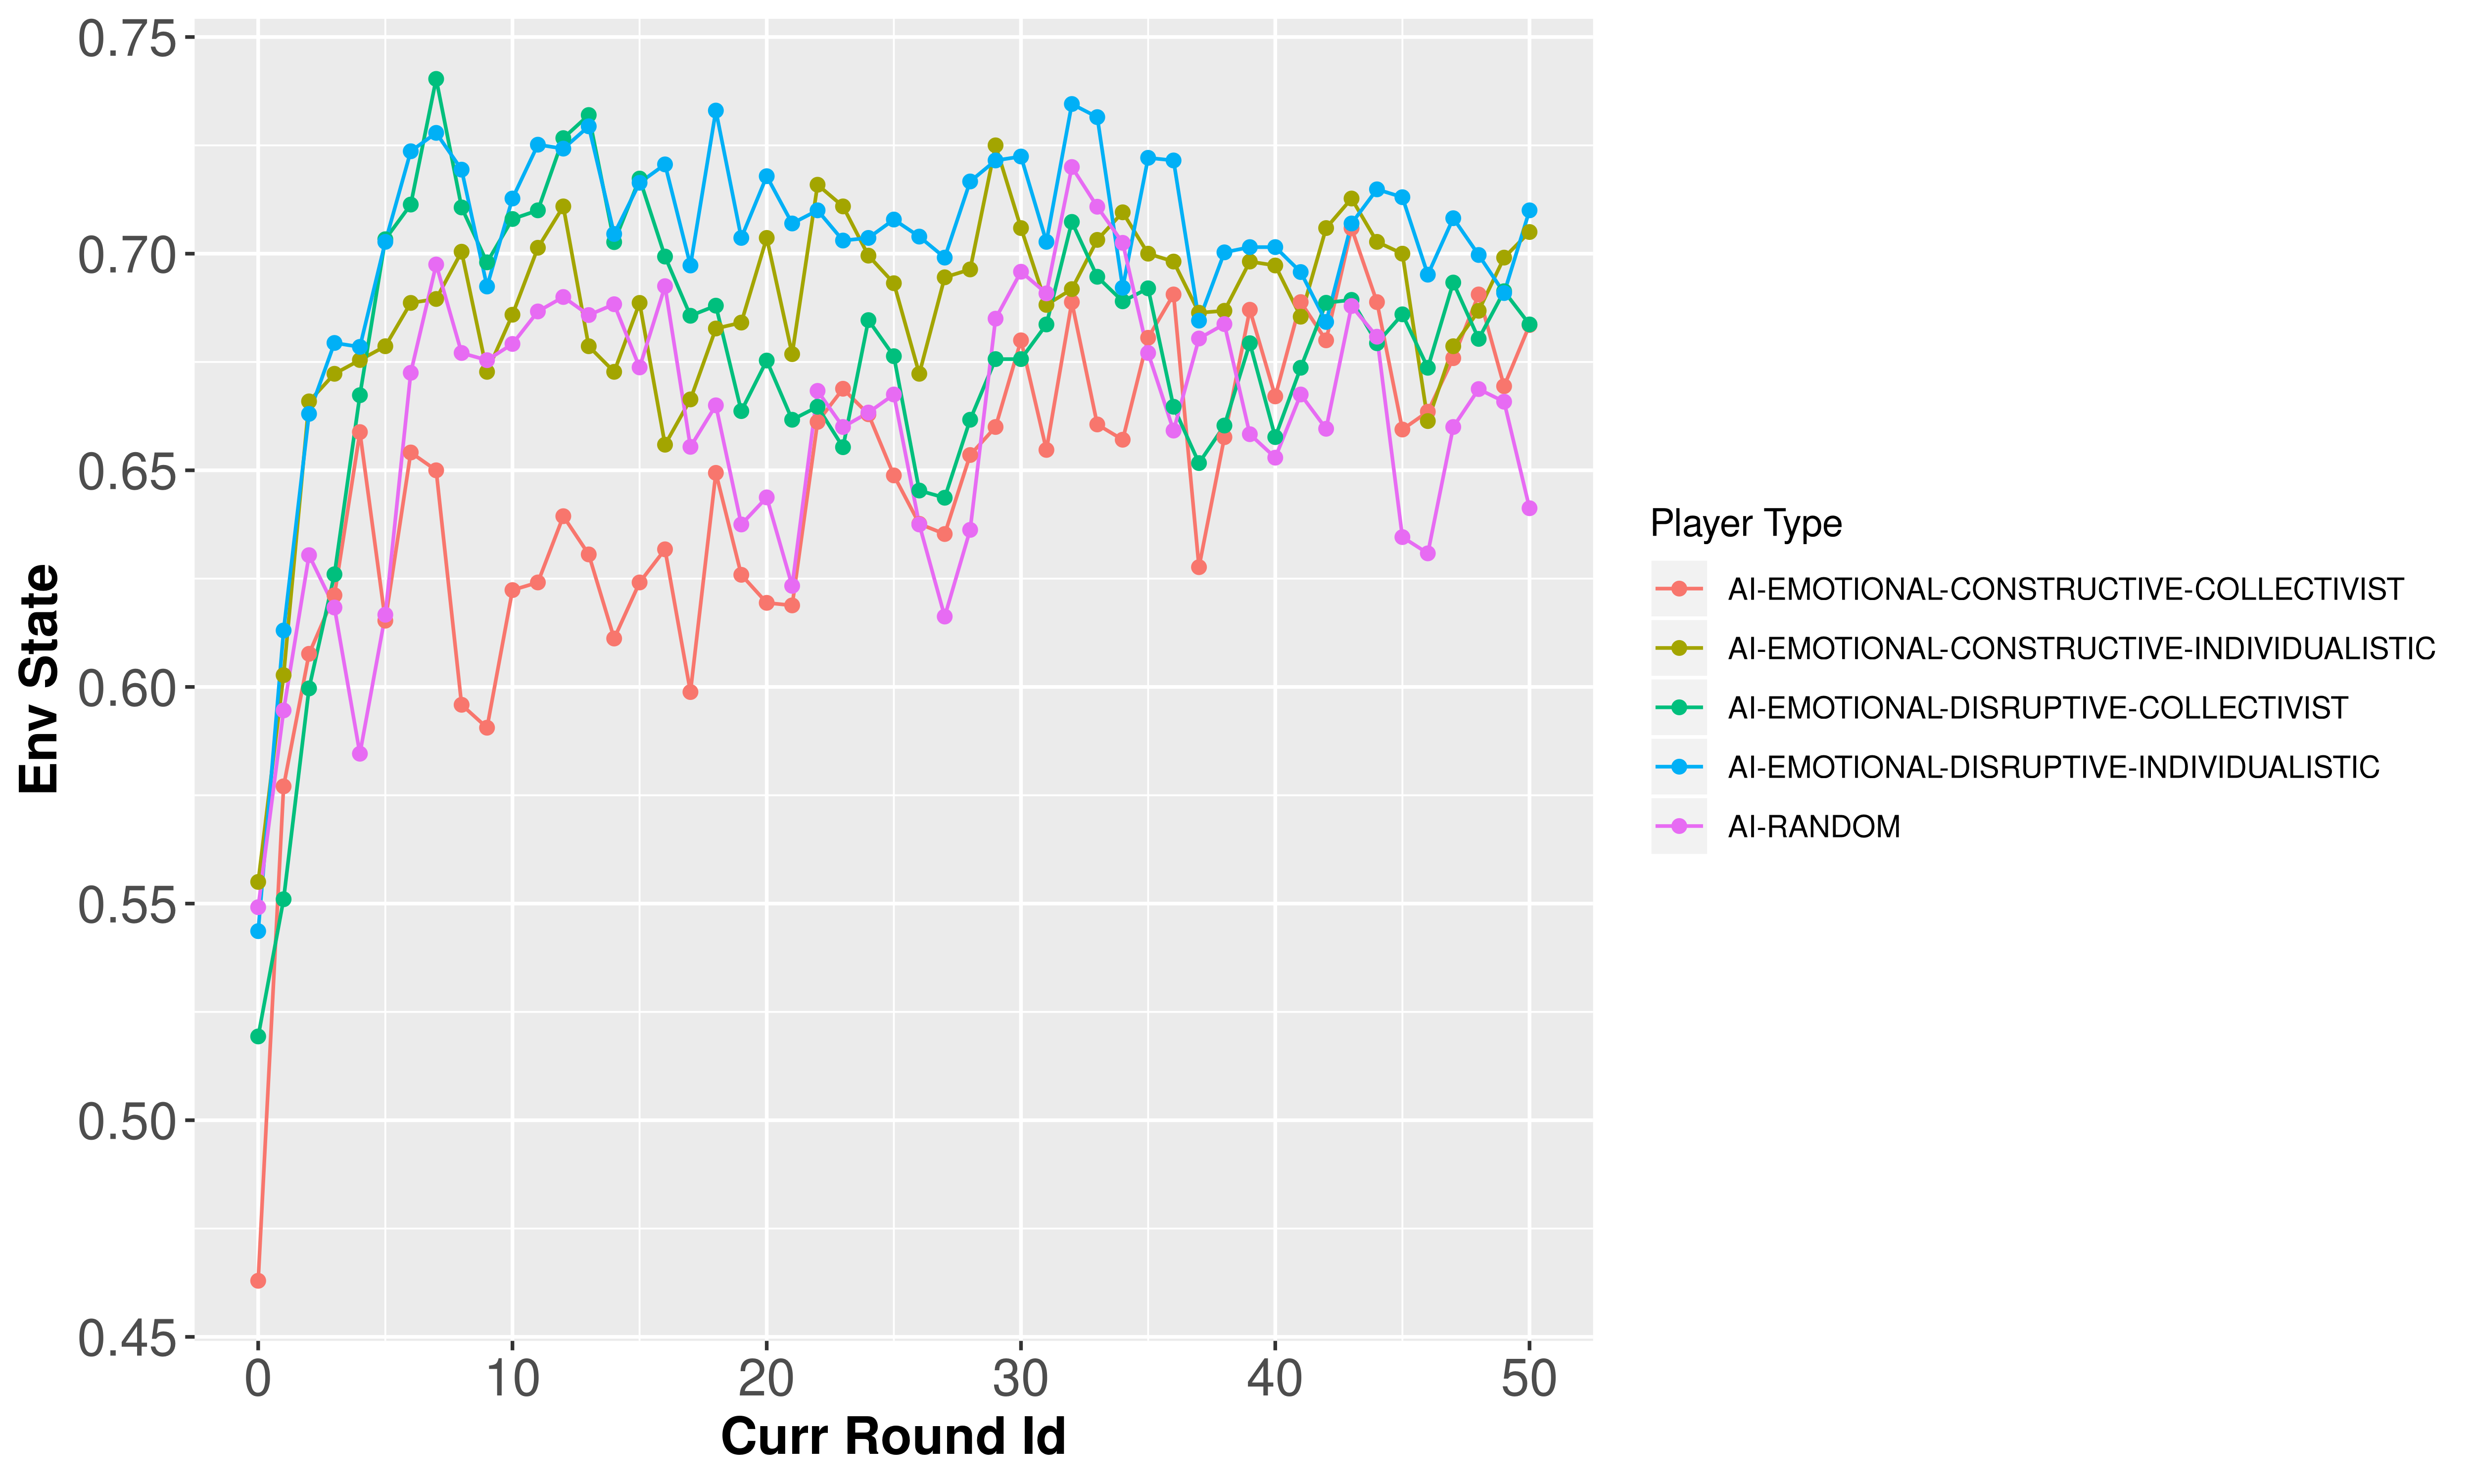 0.75
0.70
0.65
0.60
0.55
0.50
0.45
Env State
0 10 20 30 40 50
Curr Round Id
Player Type
AI-EMOTIONAL-CONSTRUCTIVE-COLLECTIVIST
AI-EMOTIONAL-CONSTRUCTIVE-INDIVIDUALISTIC
AI-EMOTIONAL-DISRUPTIVE-COLLECTIVIST
AI-EMOTIONAL-DISRUPTIVE-INDIVIDUALISTIC
AI-RANDOM